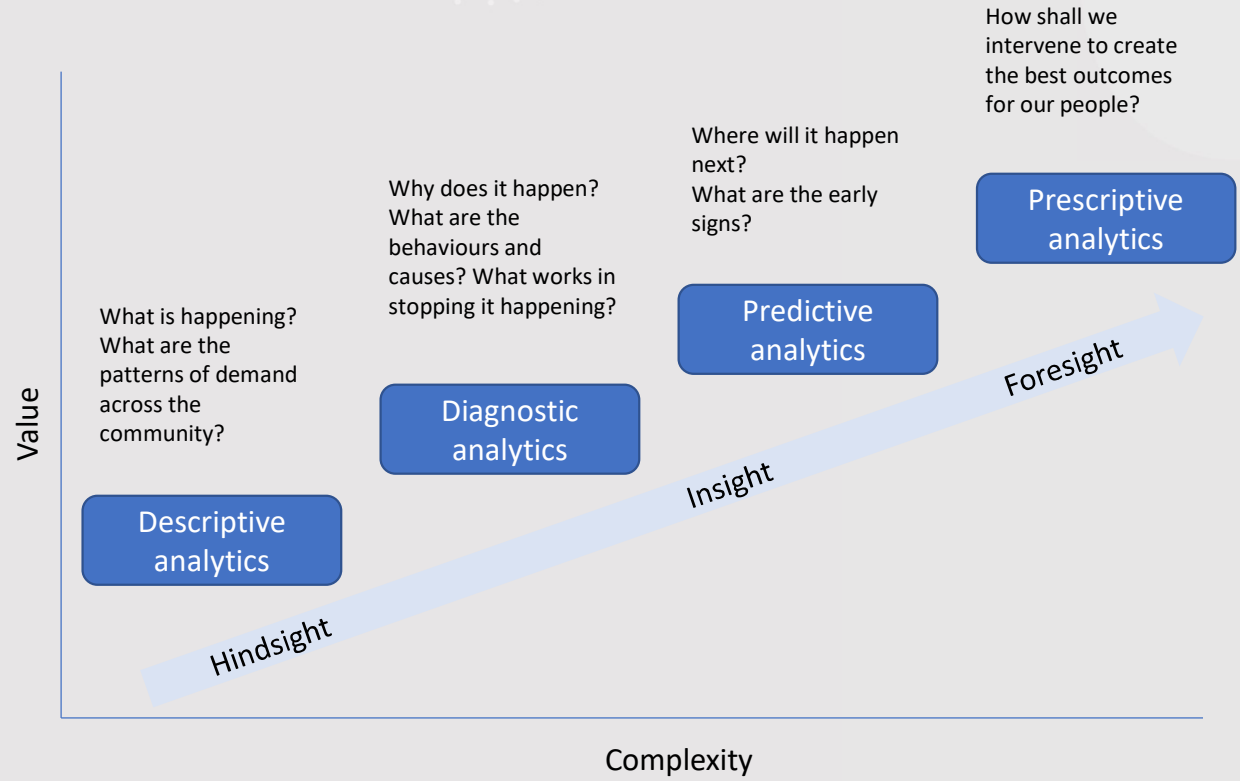 How shall we
intervene to create
the best outcomes
for our people?
Prescriptive
analytics
Where will it happen
next?
What are the early
signs?
Predictive
analytics
Why does it happen?
What are the
behaviours and
causes? What works in
stopping it happening?
Diagnostic
analytics
What is happening?
What are the
patterns of demand
across the
community?
Descriptive
analytics
Value
Hindsight
Insight
Foresight
Complexity